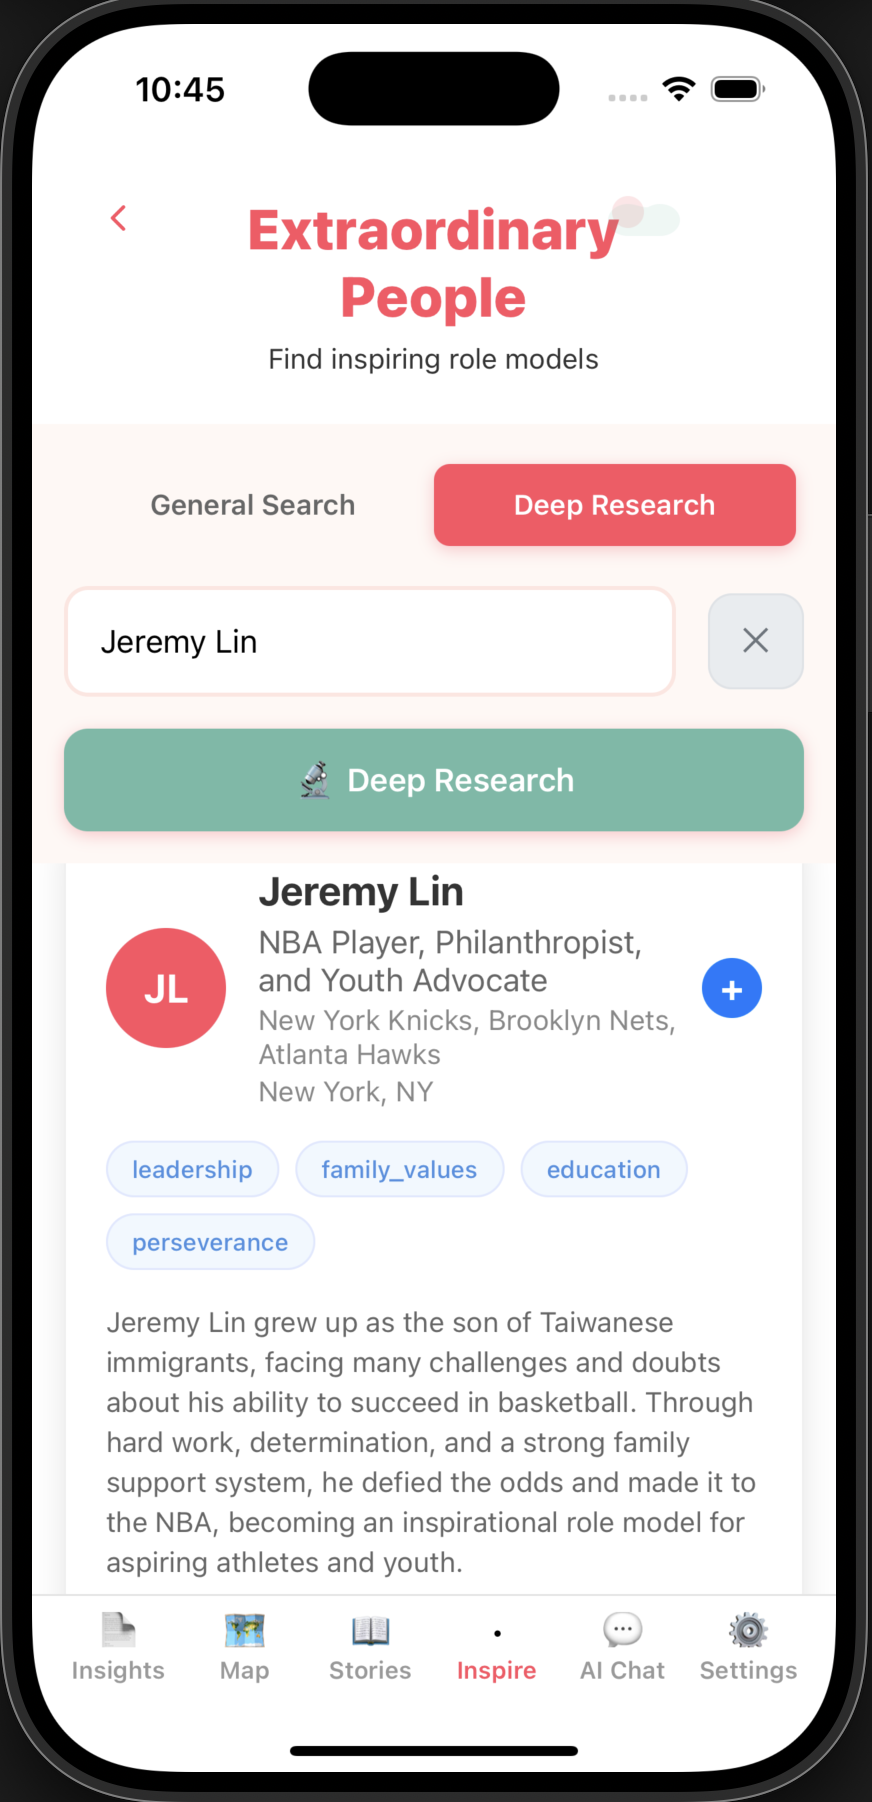 10:45
Extraordinary
People
Find inspiring role models
General Search
Deep Research
Jeremy Lin
Deep Research
Jeremy Lin
JL
NBA Player, Philanthropist,
and Youth Advocate
New York Knicks, Brooklyn Nets,
Atlanta Hawks
New York, NY
+
leadership
family_values
education
perseverance
Jeremy Lin grew up as the son of Taiwanese
immigrants, facing many challenges and doubts
about his ability to succeed in basketball. Through
hard work, determination, and a strong family
support system, he defied the odds and made it to
the NBA, becoming an inspirational role model for
aspiring athletes and youth.
Insights
Map
Stories
Inspire
AI Chat
Settings